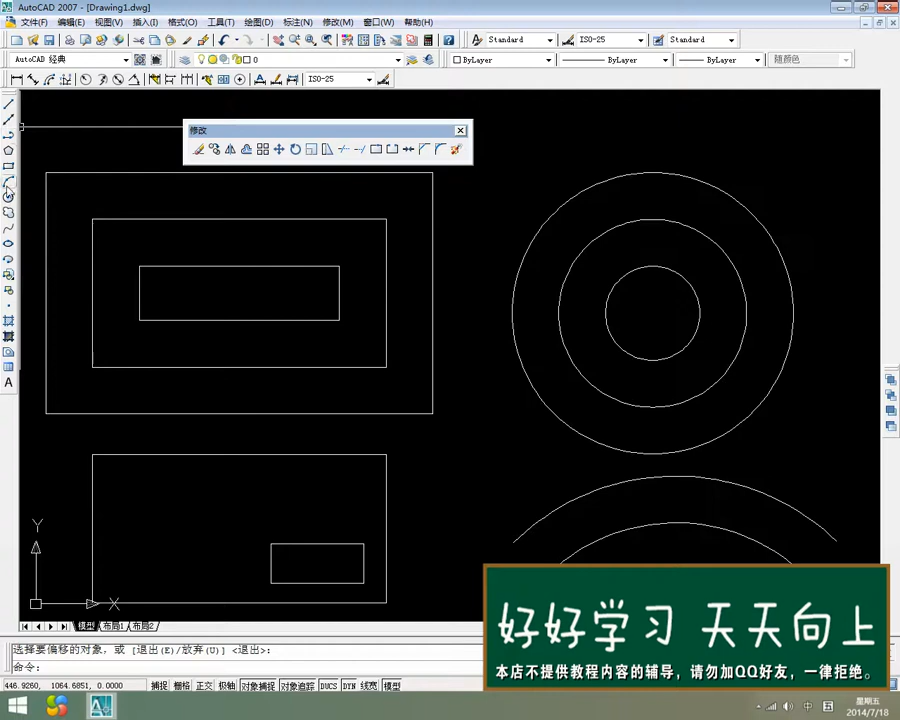 AutoCAD 2007 - [Drawing1.dwg]
文件(F) 编辑(E) 视图(V) 插入(I) 格式(O) 工具(T) 绘图(D) 标注(N) 修改(M) 窗口(W) 帮助(H)
Standard ISO-25 Standard
AutoCAD 经典 0 ByLayer ByLayer ByLayer 随颜色
ISO-25
修改
A
Y
X
模型 布局1 布局2
选择要偏移的对象，或 [退出(E)/放弃(U)] <退出>:
命令:
446.9260, 1064.6851, 0.0000 捕捉 栅格 正交 极轴 对象捕捉 对象追踪 DUCS DYN 线宽 模型
好好学习 天天向上
本店不提供教程内容的辅导，请勿加QQ好友，一律拒绝。
中 五
星期五
2014/7/18